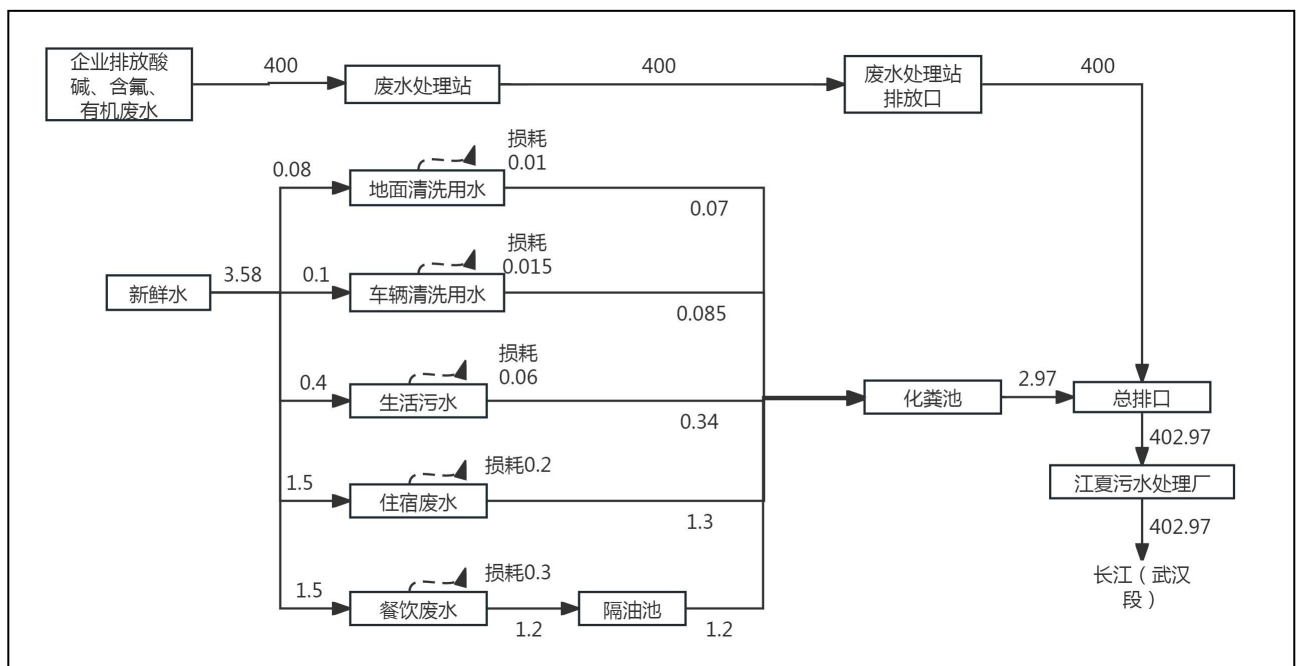 企业排放酸
碱、含氟、
有机废水
400
废水处理站
400
废水处理站
排放口
400
损耗
0.01
0.08
地面清洗用水
0.07
损耗
0.015
新鲜水
3.58
0.1
车辆清洗用水
0.085
损耗
0.06
0.4
生活污水
0.34
化粪池
2.97
总排口
402.97
损耗0.2
1.5
住宿废水
1.3
江夏污水处理厂
402.97
损耗0.3
1.5
餐饮废水
1.2
隔油池
1.2
长江（武汉
段）